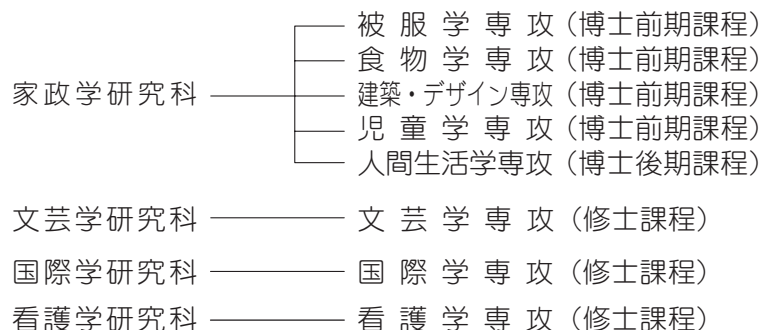 被服学専攻(博士前期課程)
食物学専攻(博士前期課程)
家政学研究科 建築・デザイン専攻(博士前期課程)
児童学専攻(博士前期課程)
人間生活学専攻(博士後期課程)
文芸学研究科 文芸学専攻(修士課程)
国際学研究科 国際学専攻(修士課程)
看護学研究科 看護学専攻(修士課程)